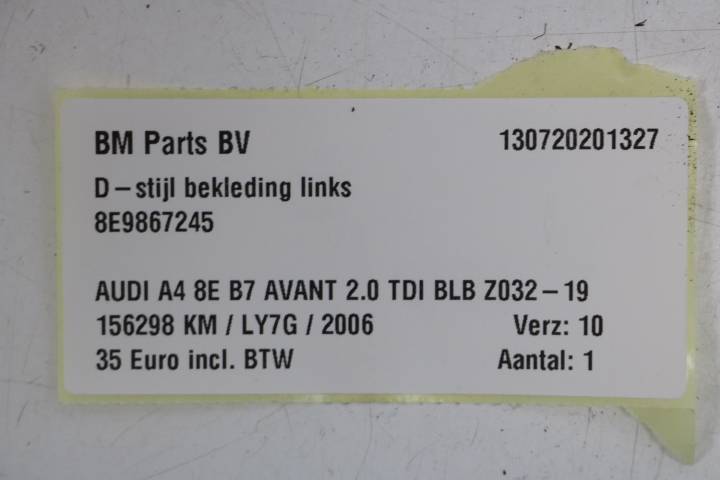 BM Parts BV 130720201327
D-stijl bekleding links
8E9867245
AUDI A4 8E B7 AVANT 2.0 TDI BLB Z032-19
156298 KM / LY7G / 2006 Verz: 10
35 Euro incl. BTW Aantal: 1